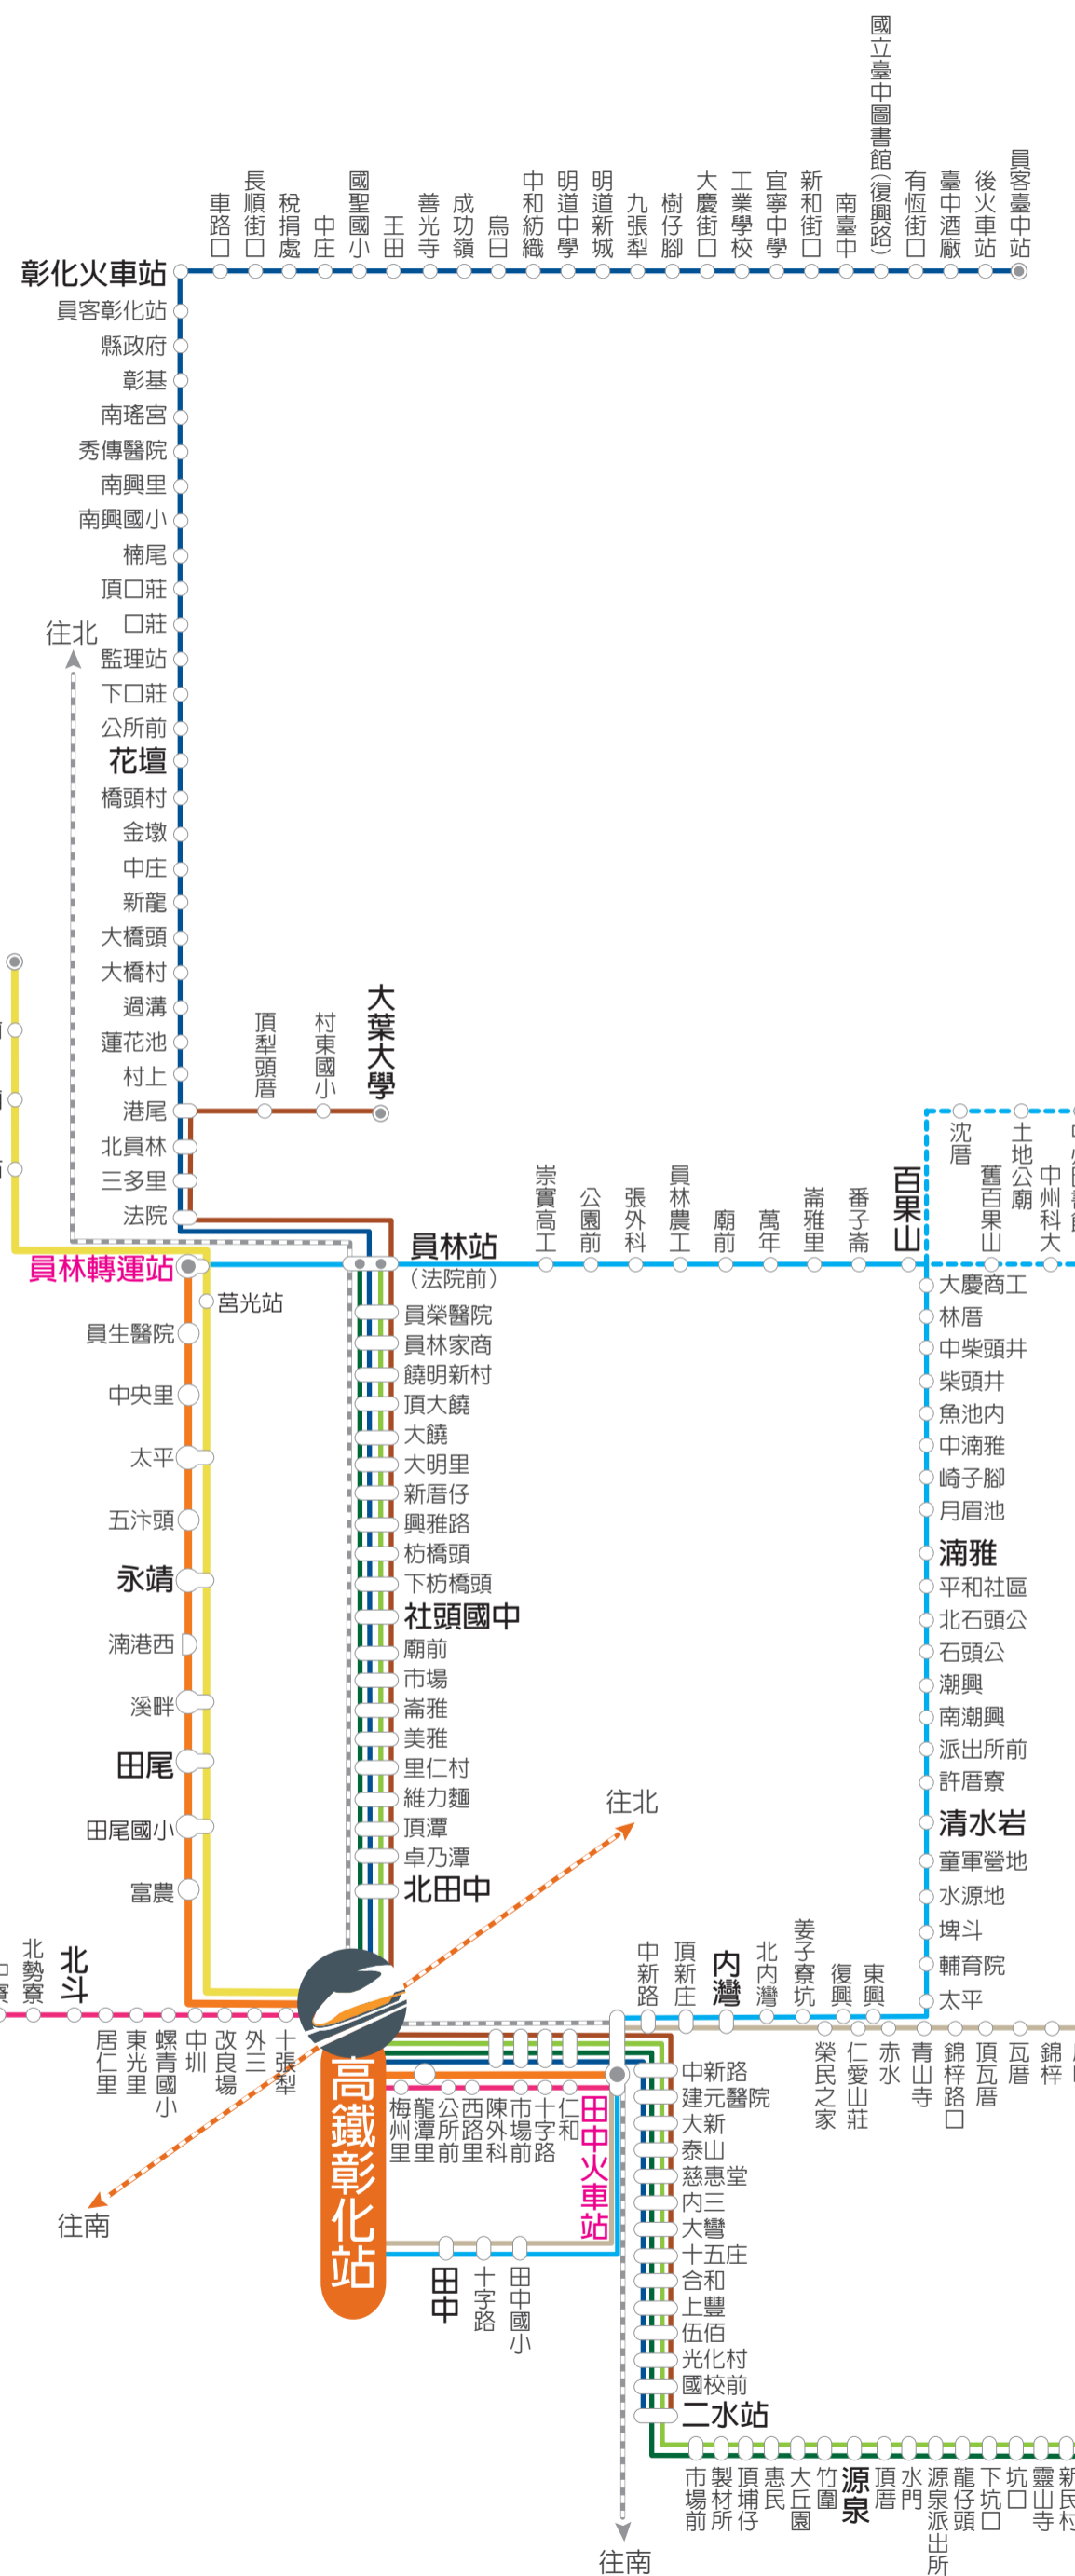 國立臺中圖書館(復興路)
車路口
長順街口
稅捐處
中庄
國聖國小
王田
善光寺
成功嶺
烏日
中和紡織
明道中學
明道新城
九張犁
樹仔腳
大慶街口
工業學校
宜寧中學
新和街口
南臺中
有恆街口
臺中酒廠
後火車站
員客臺中站
彰化火車站
員客彰化站
縣政府
彰基
南瑤宮
秀傳醫院
南興里
南興國小
楠尾
頂口莊
口莊
往北
監理站
下口莊
公所前
花壇
橋頭村
金墩
中庄
新龍
大橋頭
大橋村
過溝
蓮花池
村上
港尾
北員林
三多里
法院
頂犁頭厝
村東國小
大葉大學
員林轉運站
員林站
(法院前)
崇實高工
公園前
張外科
員林農工
廟前
萬年
崙雅里
番子崙
百果山
沈厝
舊百果山
土地公廟
中州科大
莒光站
員生醫院
中央里
太平
五汴頭
永靖
湳港西
溪畔
田尾
田尾國小
富農
員榮醫院
員林家商
饒明新村
頂大饒
大饒
大明里
新厝仔
興雅路
枋橋頭
下枋橋頭
社頭國中
廟前
市場
崙雅
美雅
里仁村
維力麵
頂潭
卓乃潭
北田中
大慶商工
林厝
中柴頭井
柴頭井
魚池內
中湳雅
崎子腳
月眉池
湳雅
平和社區
北石頭公
石頭公
潮興
南潮興
派出所前
許厝寮
清水岩
童軍營地
水源地
埤斗
輔育院
太平
往北
北勢寮
北斗
居仁里
東光里
螺青國小
中圳
改良場
外三
十張犁
往南
高鐵彰化站
梅州里
龍潭里
公所前
西路里
陳外科
市場前
十字路
仁和
田中火車站
田中
十字路
田中國小
中新路
頂新庄
內灣
北內灣
姜子寮坑
復興
東興
榮民之家
仁愛山莊
赤水
青山寺
錦梓路口
頂瓦厝
瓦厝
錦梓
中新路
建元醫院
大新
泰山
慈惠堂
內三
大彎
十五庄
合和
上豐
伍佰
光化村
國校前
二水站
市場前
製材所
頂埔仔
惠民
大丘園
竹圍
源泉
頂厝
水門
源泉派出所
龍仔頭
下坑口
坑口
靈山寺
新民村
往南